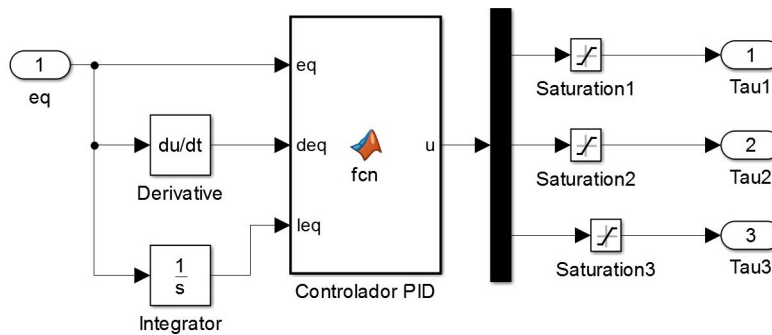 1
eq
du/dt
Derivative
1
s
Integrator
eq
deq
Ieq
fcn
u
Controlador PID
Saturation1
1
Tau1
Saturation2
2
Tau2
Saturation3
3
Tau3